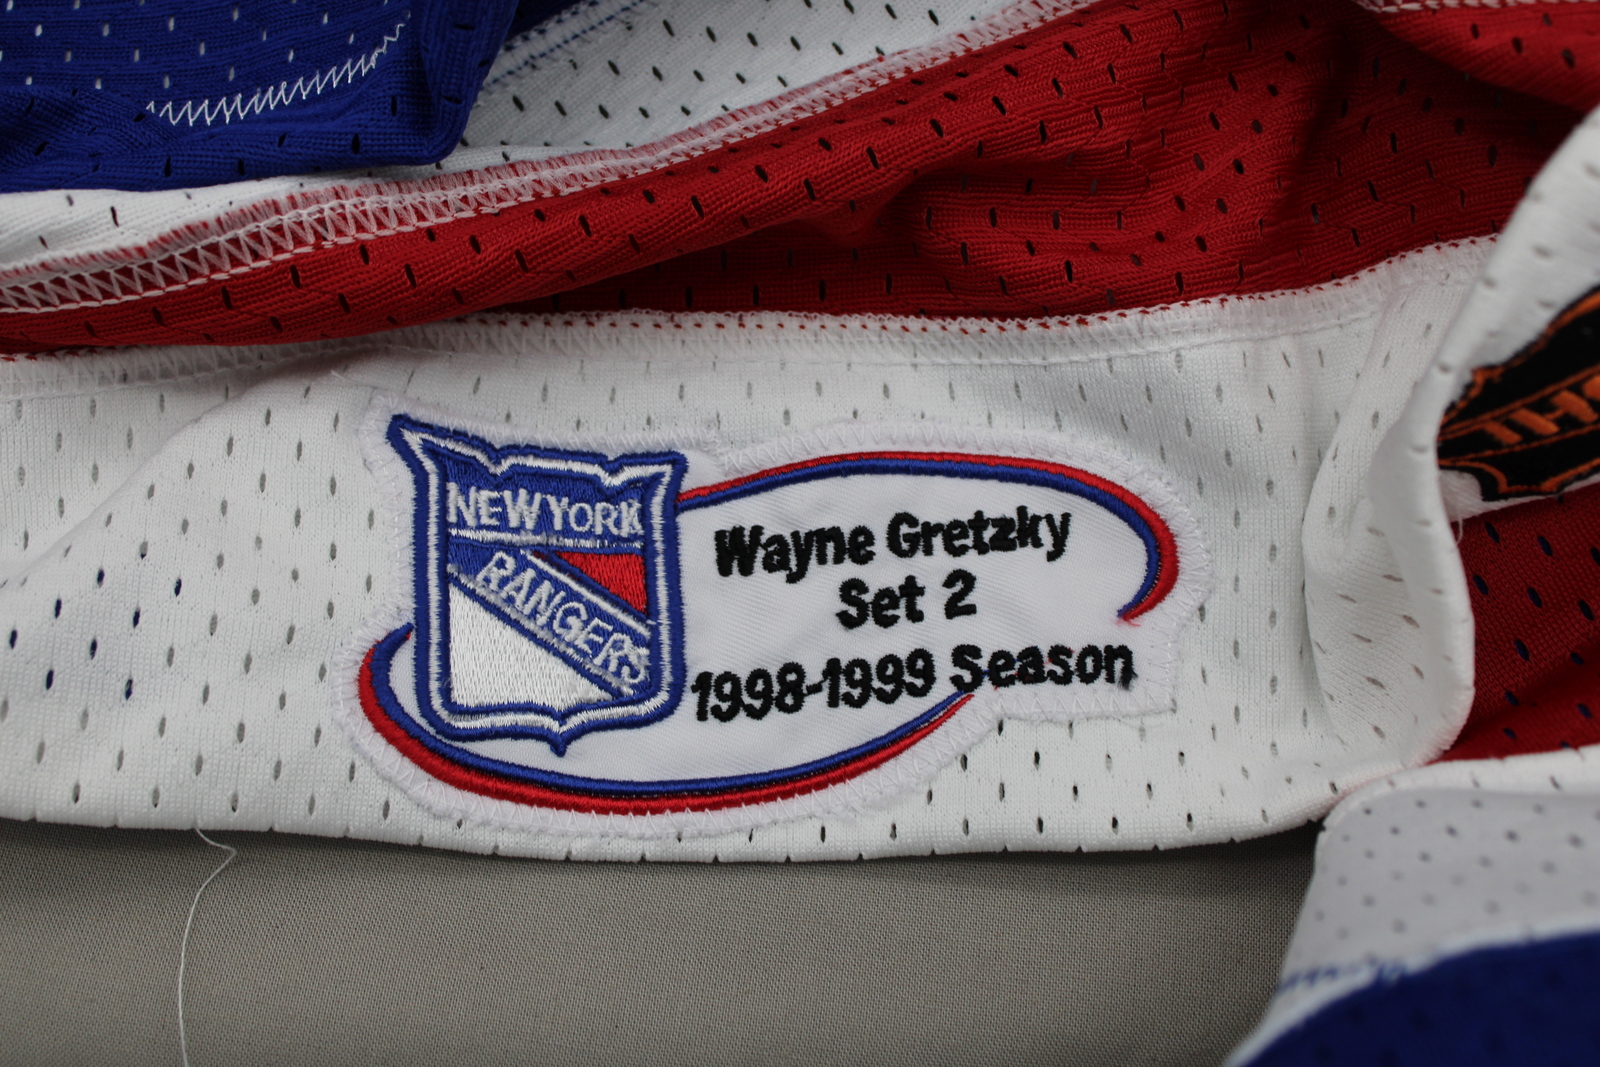 NEW YORK
RANGERS
Wayne Gretzky
Set 2
1998-1999 Season